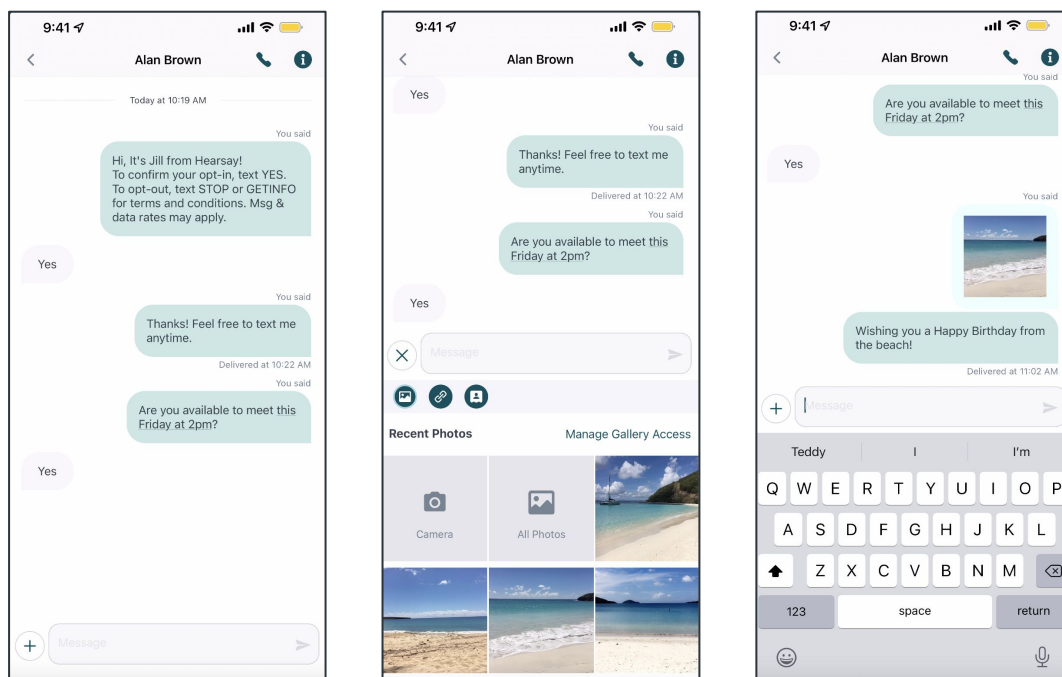 9:41
Alan Brown
Today at 10:19 AM
You said
Hi, It's Jill from Hearsay!
To confirm your opt-in, text YES.
To opt-out, text STOP or GETINFO
for terms and conditions. Msg &
data rates may apply.
Yes
You said
Thanks! Feel free to text me
anytime.
Delivered at 10:22 AM
You said
Are you available to meet this
Friday at 2pm?
Yes
Message
9:41
Alan Brown
Yes
You said
Thanks! Feel free to text me
anytime.
Delivered at 10:22 AM
You said
Are you available to meet this
Friday at 2pm?
Yes
Message
Recent Photos Manage Gallery Access
Camera All Photos
9:41
Alan Brown
You said
Are you available to meet this
Friday at 2pm?
Yes
You said
Wishing you a Happy Birthday from
the beach!
Delivered at 11:02 AM
Message
Teddy I I'm
Q W E R T Y U I O P
A S D F G H J K L
Z X C V B N M
123 space return